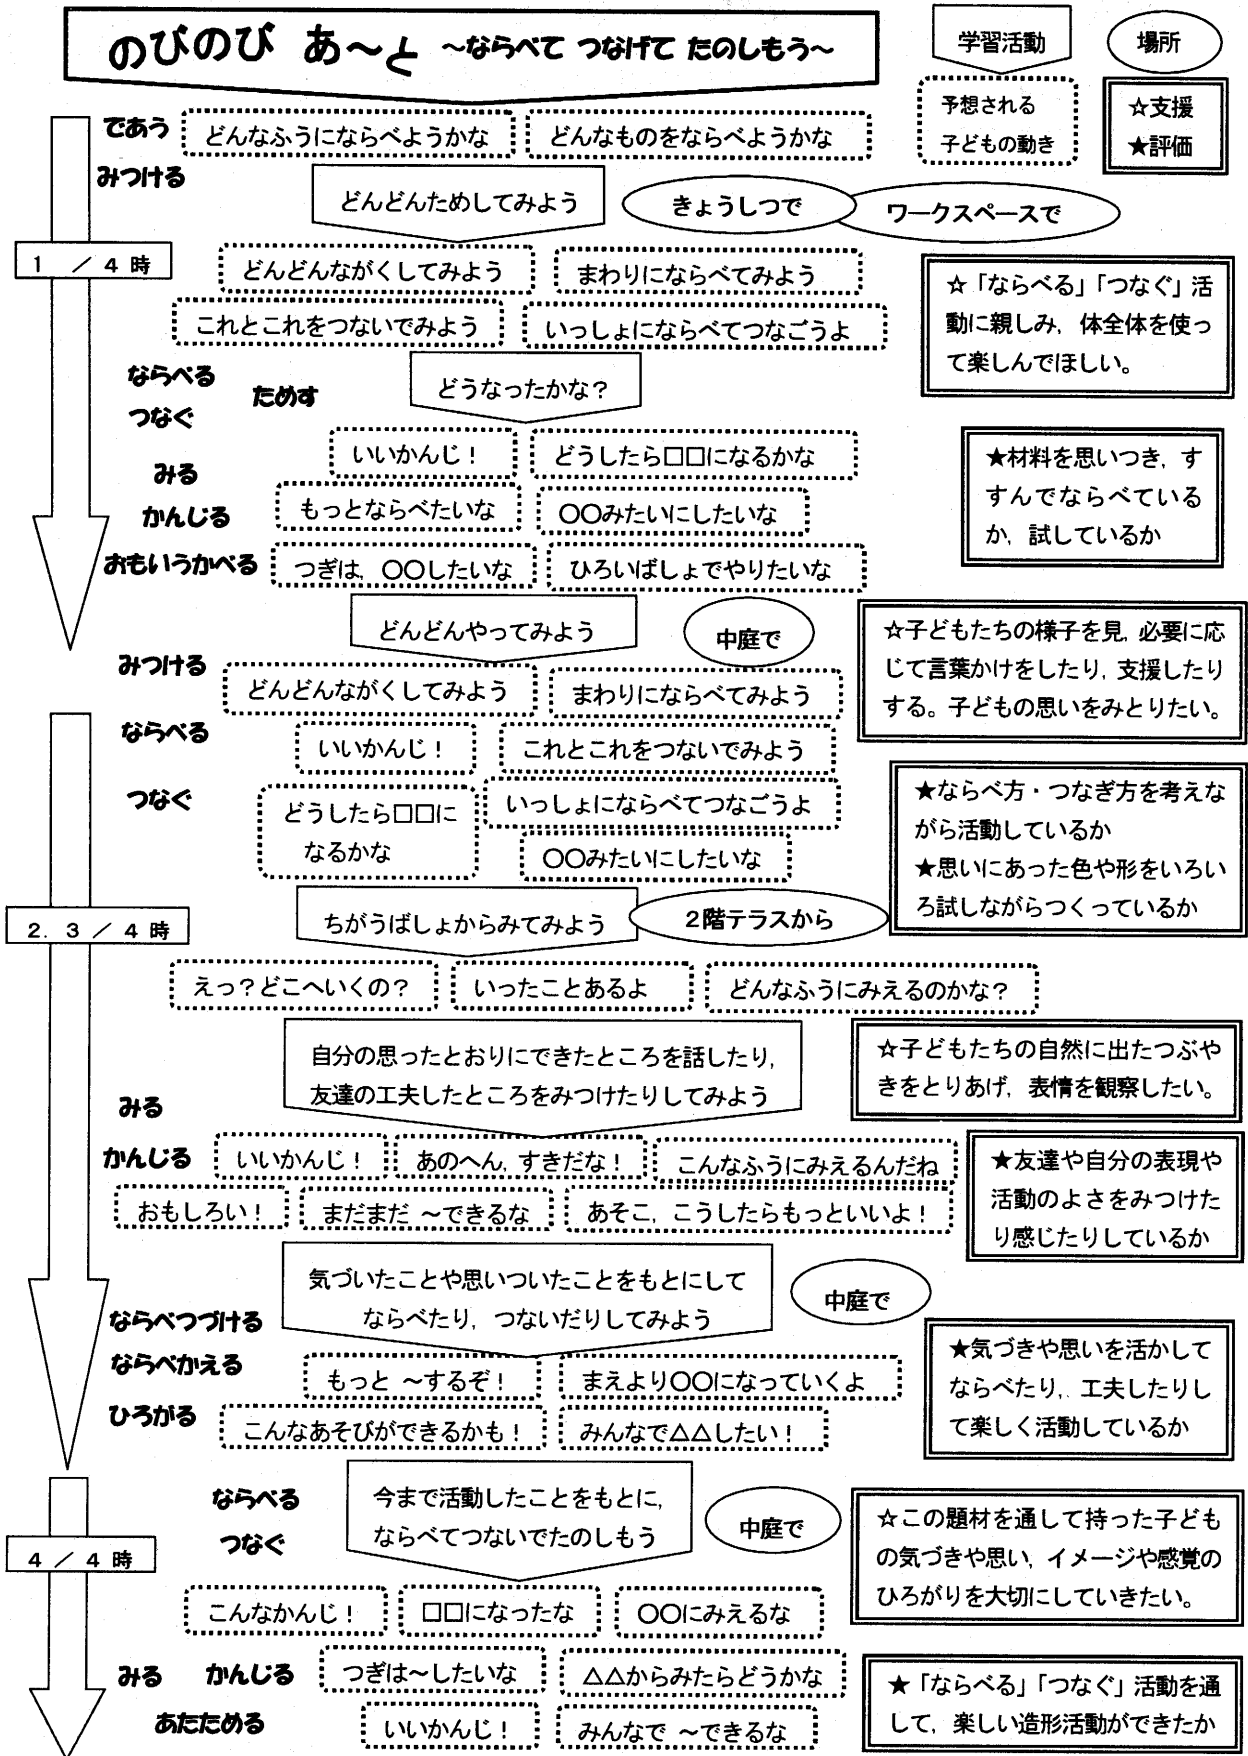 のびのび あ～と ～ならべて つなげて たのしもう～
学習活動
場所
予想される
子どもの動き
☆支援
★評価
であう
どんなふうにならべようかな
どんなものをならべようかな
みつける
どんどんためしてみよう
きょうしつで
ワークスペースで
1 ／ 4 時
どんどんながくしてみよう
まわりにならべてみよう
これとこれをつないでみよう
いっしょにならべてつなごうよ
☆「ならべる」「つなぐ」活
動に親しみ，体全体を使っ
て楽しんでほしい。
ならべる
つなぐ
ためす
どうなったかな？
みる
かんじる
おもいうかべる
いいかんじ！
どうしたら□□になるかな
もっとならべたいな
〇〇みたいにしたいな
つぎは，〇〇したいな
ひろいばしょでやりたいな
★材料を思いつき，す
すんでならべている
か，試しているか
どんどんやってみよう
中庭で
☆子どもたちの様子を見，必要に応
じて言葉かけをしたり，支援したり
する。子どもの思いをみとりたい。
みつける
どんどんながくしてみよう
まわりにならべてみよう
ならべる
いいかんじ！
これとこれをつないでみよう
つなぐ
どうしたら□□に
なるかな
いっしょにならべてつなごうよ
〇〇みたいにしたいな
★ならべ方・つなぎ方を考えな
がら活動しているか
★思いにあった色や形をいろい
ろ試しながらつくっているか
2．3 ／ 4 時
ちがうばしょからみてみよう
2階テラスから
えっ？どこへいくの？
いったことあるよ
どんなふうにみえるのかな？
自分の思ったとおりにできたところを話したり，
友達の工夫したところをみつけたりしてみよう
☆子どもたちの自然に出たつぶや
きをとりあげ，表情を観察したい。
みる
かんじる
いいかんじ！
あのへん，すきだな！
こんなふうにみえるんだね
おもしろい！
まだまだ ～できるな
あそこ，こうしたらもっといいよ！
★友達や自分の表現や
活動のよさをみつけた
り感じたりしているか
気づいたことや思いついたことをもとにして
ならべたり，つないだりしてみよう
中庭で
ならべつづける
ならべかえる
ひろがる
もっと ～するぞ！
まえより〇〇になっていくよ
こんなあそびができるかも！
みんなで△△したい！
★気づきや思いを活かして
ならべたり，工夫したりし
て楽しく活動しているか
ならべる
つなぐ
今まで活動したことをもとに，
ならべてつないでたのしもう
中庭で
4 ／ 4 時
☆この題材を通して持った子ども
の気づきや思い，イメージや感覚の
ひろがりを大切にしていきたい。
こんなかんじ！
□□になったな
〇〇にみえるな
みる
かんじる
あたためる
つぎは～したいな
△△からみたらどうかな
いいかんじ！
みんなで ～できるな
★「ならべる」「つなぐ」活動を通
して，楽しい造形活動ができたか